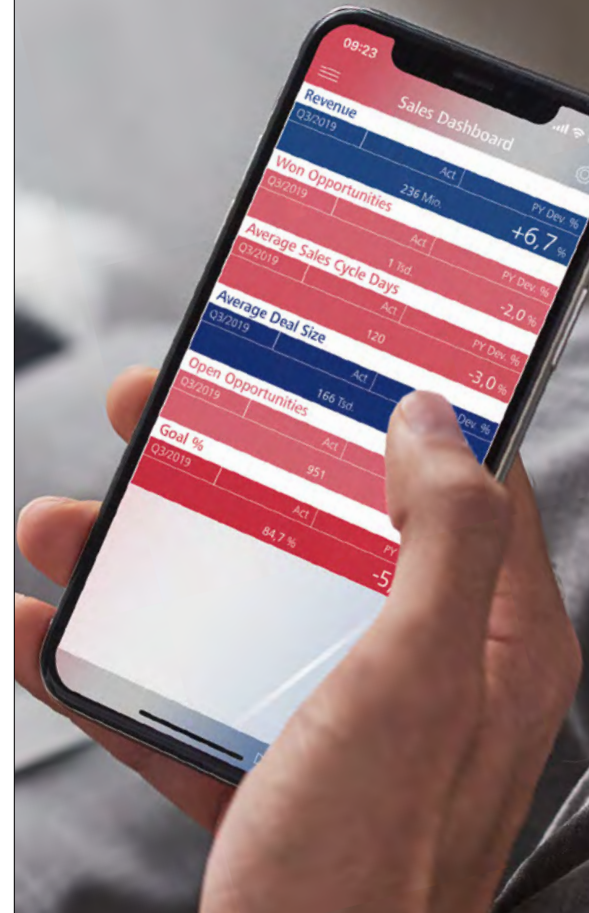 09:23
Sales Dashboard
Revenue
Q3/2019 Act PY Dev. %
236 Mio. +6,7 %
Won Opportunities
Q3/2019 Act PY Dev. %
1 Tsd. -2,0 %
Average Sales Cycle Days
Q3/2019 Act PY Dev. %
120 -3,0 %
Average Deal Size
Q3/2019 Act Dev. %
166 Tsd.
Open Opportunities
Q3/2019 Act
951
Goal %
Q3/2019 Act PY
84,7 % -5,